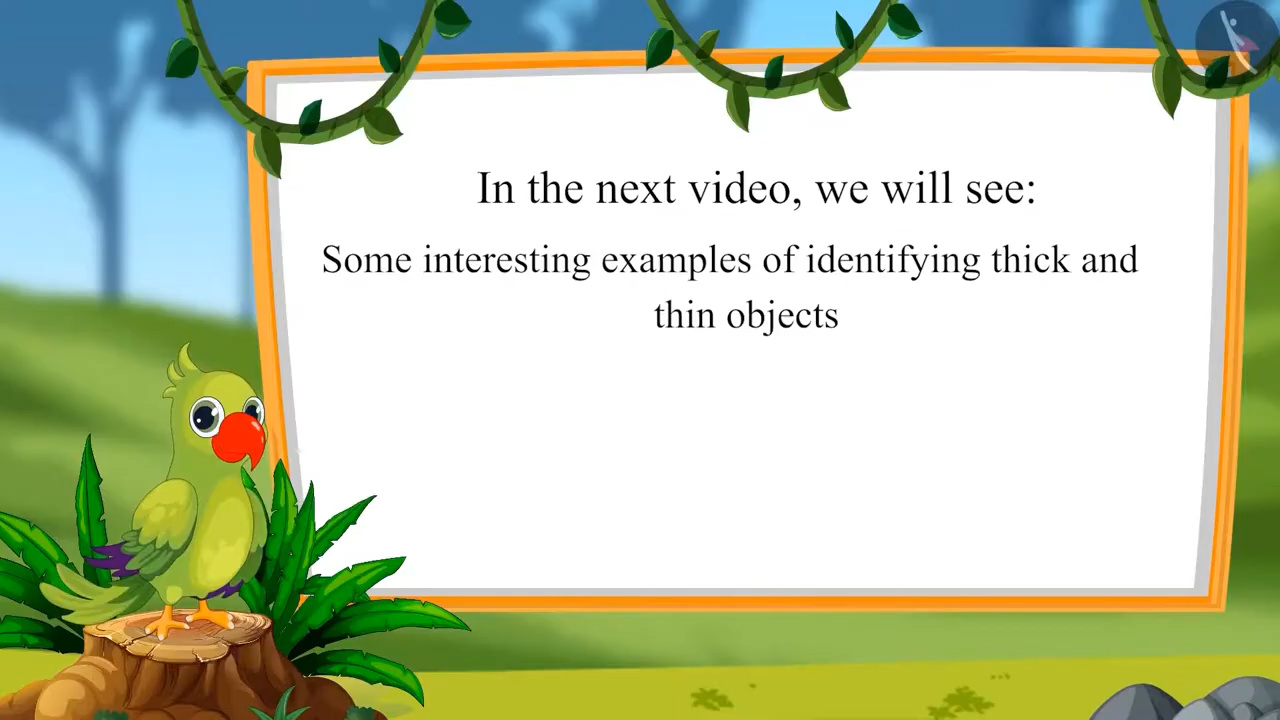 In the next video, we will see:
Some interesting examples of identifying thick and
thin objects